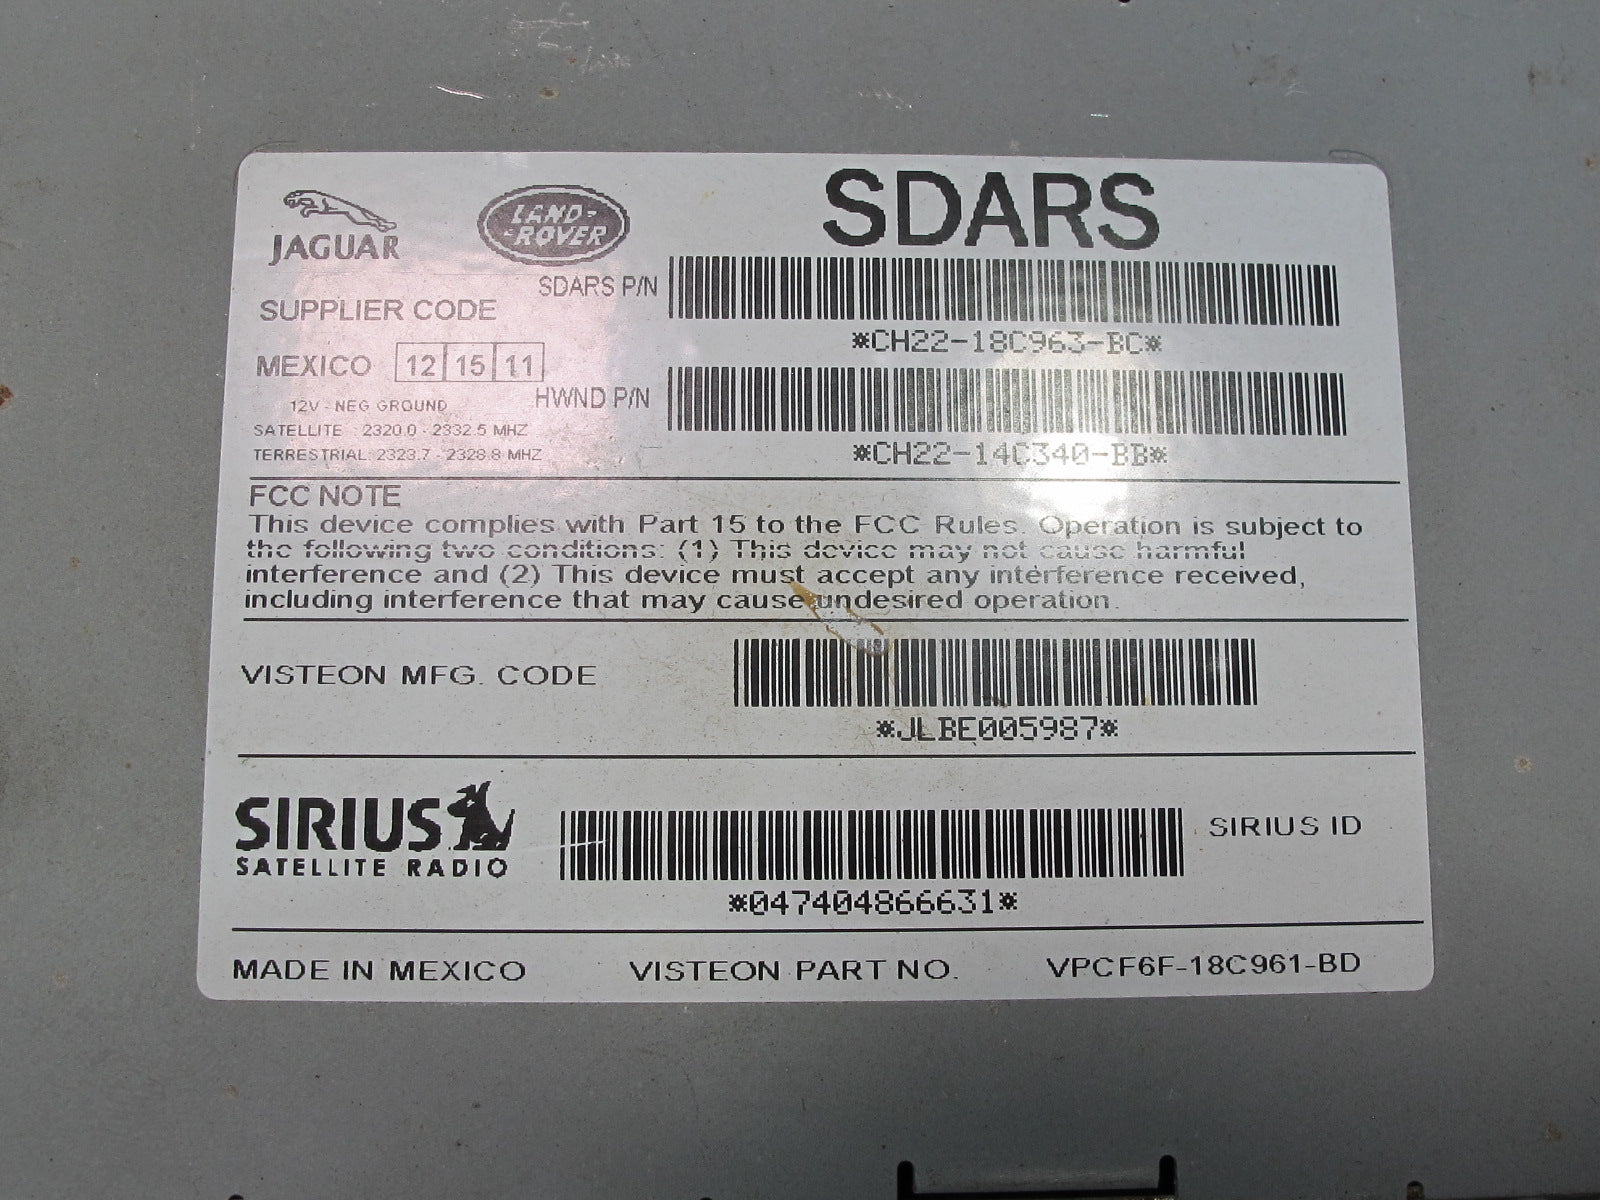 JAGUAR
LAND-
-ROVER
SDARS
SDARS P/N
*CH22-18C963-BC*
SUPPLIER CODE
MEXICO 12 15 11
HWND P/N
*CH22-14C340-BB*
12V - NEG GROUND
SATELLITE : 2320.0 - 2332.5 MHZ
TERRESTRIAL: 2323.7 - 2328.8 MHZ
FCC NOTE
This device complies with Part 15 to the FCC Rules. Operation is subject to
the following two conditions: (1) This device may not cause harmful
interference and (2) This device must accept any interference received,
including interference that may cause undesired operation.
VISTEON MFG. CODE
*JLBE005987*
SIRIUS
SATELLITE RADIO
SIRIUS ID
*047404866631*
MADE IN MEXICO VISTEON PART NO. VPCF6F-18C961-BD